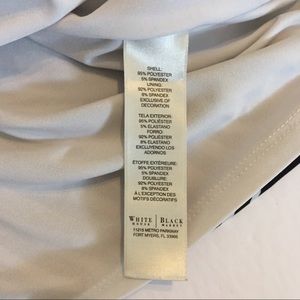 SHELL:
95% POLYESTER
5% SPANDEX
LINING:
92% POLYESTER
8% SPANDEX
EXCLUSIVE OF
DECORATION
TELA EXTERIOR:
95% POLIÉSTER
5% ELASTANO
FORRO:
92% POLIÉSTER
8% ELASTANO
EXCLUYENDO LOS
ADORNOS
ÉTOFFE EXTÉRIEURE:
95% POLYESTER
5% SPANDEX
DOUBLURE:
92% POLYESTER
8% SPANDEX
À L'EXCEPTION DES
MOTIFS DÉCORATIFS
WHITE | BLACK
HOUSE | MARKET
11215 METRO PARKWAY
FORT MYERS, FL 33966